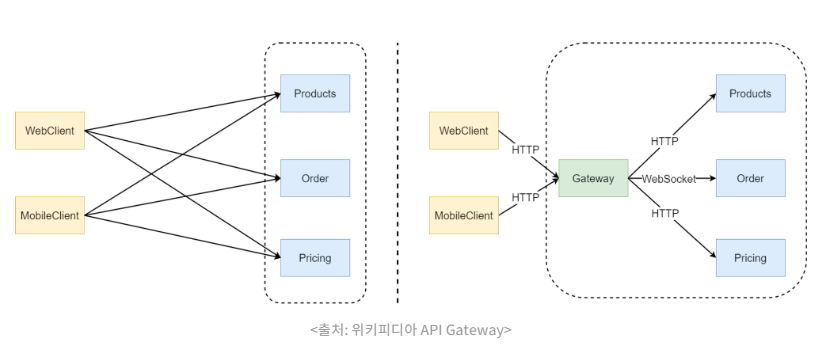 WebClient
MobileClient
Products
Order
Pricing
WebClient
MobileClient
HTTP
HTTP
Gateway
HTTP
WebSocket
HTTP
Products
Order
Pricing
<출처: 위키피디아 API Gateway>